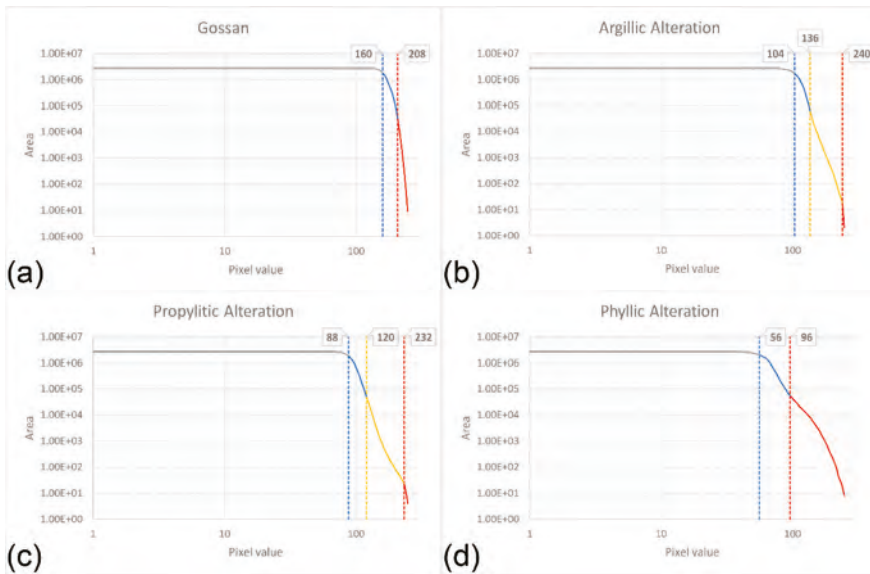 Gossan
160 208
1.00E+07
1.00E+06
1.00E+05
1.00E+04
1.00E+03
1.00E+02
1.00E+01
1.00E+00
Area
1 10 100
Pixel value
(a)
Argillic Alteration
136
104 240
1.00E+07
1.00E+06
1.00E+05
1.00E+04
1.00E+03
1.00E+02
1.00E+01
1.00E+00
Area
1 10 100
Pixel value
(b)
Propylitic Alteration
88 120 232
1.00E+07
1.00E+06
1.00E+05
1.00E+04
1.00E+03
1.00E+02
1.00E+01
1.00E+00
Area
1 10 100
Pixel value
(c)
Phyllic Alteration
56 96
1.00E+07
1.00E+06
1.00E+05
1.00E+04
1.00E+03
1.00E+02
1.00E+01
1.00E+00
Area
1 10 100
Pixel value
(d)